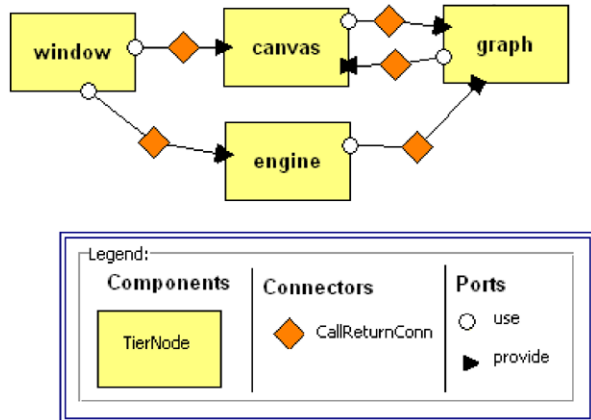 window
canvas
graph
engine
Legend:
Components
Connectors
Ports
TierNode
CallReturnConn
use
provide